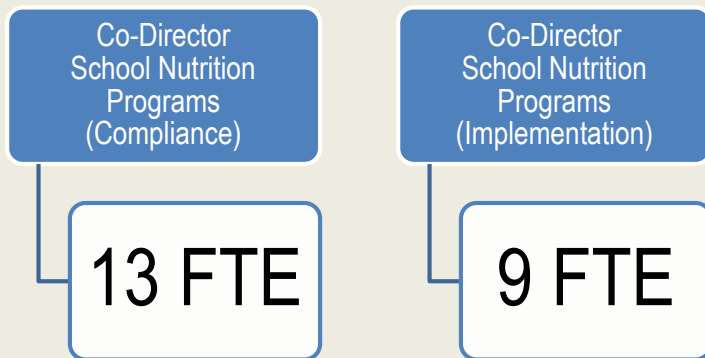 Co-Director
School Nutrition
Programs
(Compliance)
13 FTE
Co-Director
School Nutrition
Programs
(Implementation)
9 FTE